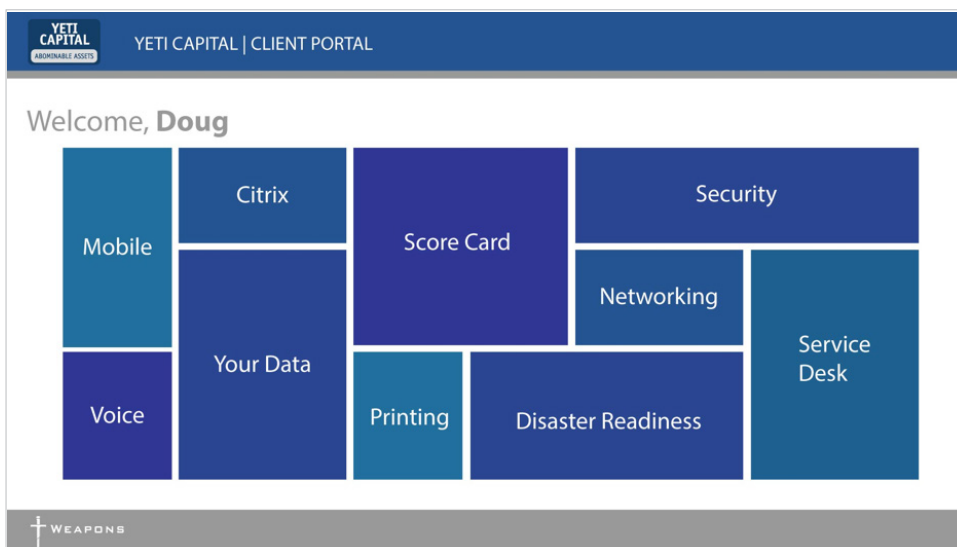 YETI
CAPITAL
ABOMINABLE ASSETS
YETI CAPITAL | CLIENT PORTAL
Welcome, Doug
Mobile
Citrix
Score Card
Security
Your Data
Networking
Service
Desk
Voice
Printing
Disaster Readiness
WEAPONS